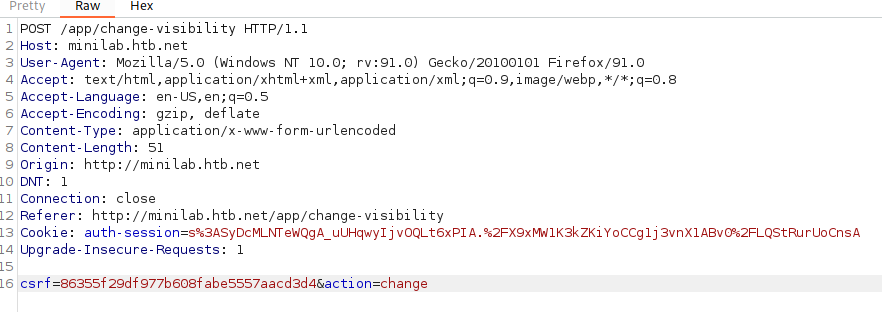 Pretty Raw Hex
1 POST /app/change-visibility HTTP/1.1
2 Host: minilab.htb.net
3 User-Agent: Mozilla/5.0 (Windows NT 10.0; rv:91.0) Gecko/20100101 Firefox/91.0
4 Accept: text/html,application/xhtml+xml,application/xml;q=0.9,image/webp,*/*;q=0.8
5 Accept-Language: en-US,en;q=0.5
6 Accept-Encoding: gzip, deflate
7 Content-Type: application/x-www-form-urlencoded
8 Content-Length: 51
9 Origin: http://minilab.htb.net
10 DNT: 1
11 Connection: close
12 Referer: http://minilab.htb.net/app/change-visibility
13 Cookie: auth-session=s%3ASyDcMLNTeWQgA_uUHqwyIjvOQLt6xPIA.%2FX9xMW1K3kZKiYoCCg1j3vnX1ABvO%2FLQStRurUoCnsA
14 Upgrade-Insecure-Requests: 1
15
16 csrf=86355f29df977b608fabe5557aacd3d4&action=change